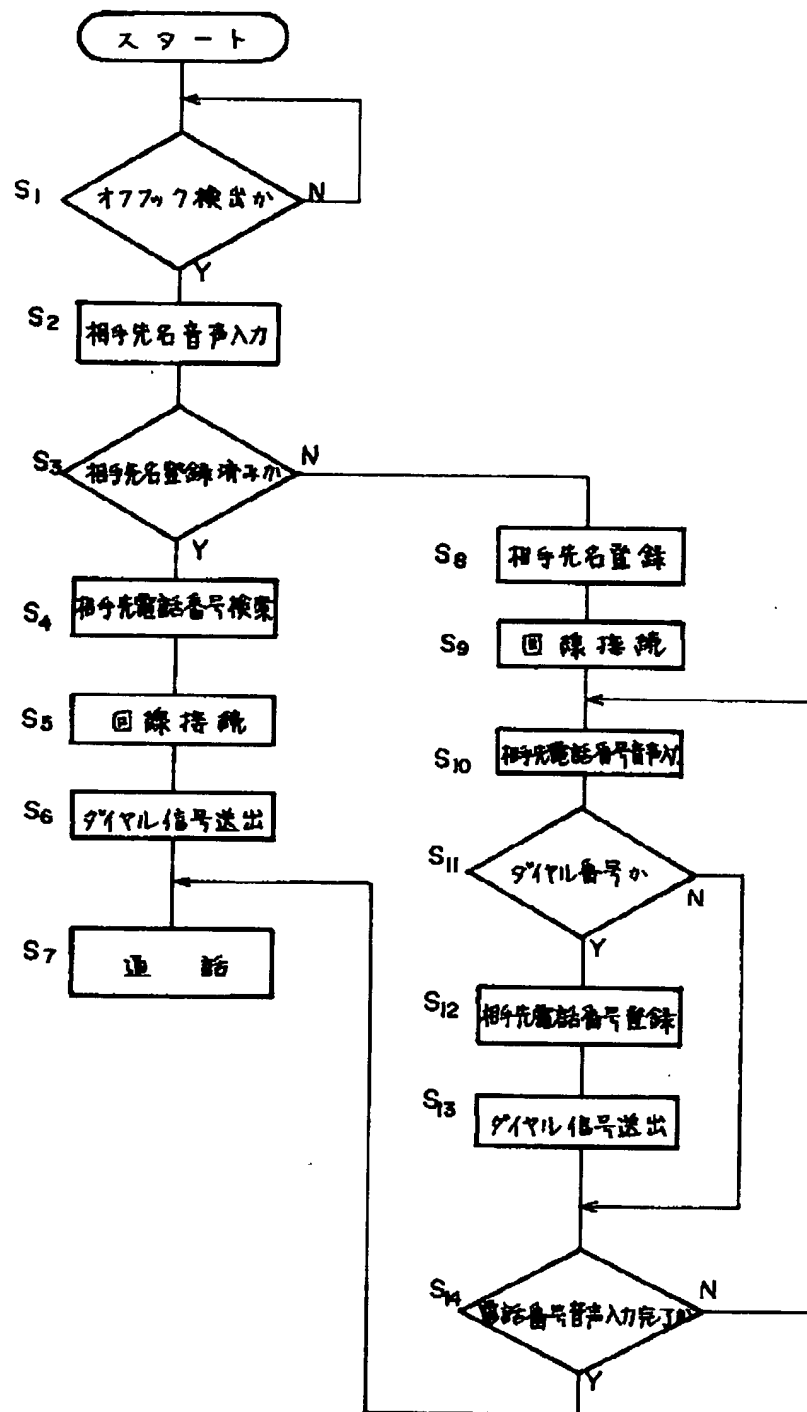 スタート
S1
オフフック検出か
N
Y
S2
相手先名音声入力
S3
相手先名登録済みか
N
Y
S4
相手先電話番号検索
S5
回線接続
S6
ダイヤル信号送出
S7
通話
S8
相手先名登録
S9
回線接続
S10
相手先電話番号音声入力
S11
ダイヤル番号か
N
Y
S12
相手先電話番号登録
S13
ダイヤル信号送出
S14
電話番号音声入力完了か
N
Y